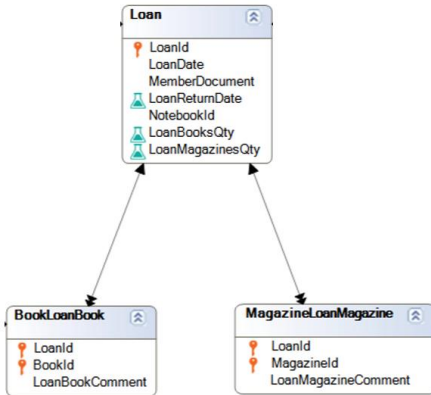 Loan
LoanId
LoanDate
MemberDocument
LoanReturnDate
NotebookId
LoanBooksQty
LoanMagazinesQty
BookLoanBook
LoanId
BookId
LoanBookComment
MagazineLoanMagazine
LoanId
MagazineId
LoanMagazineComment